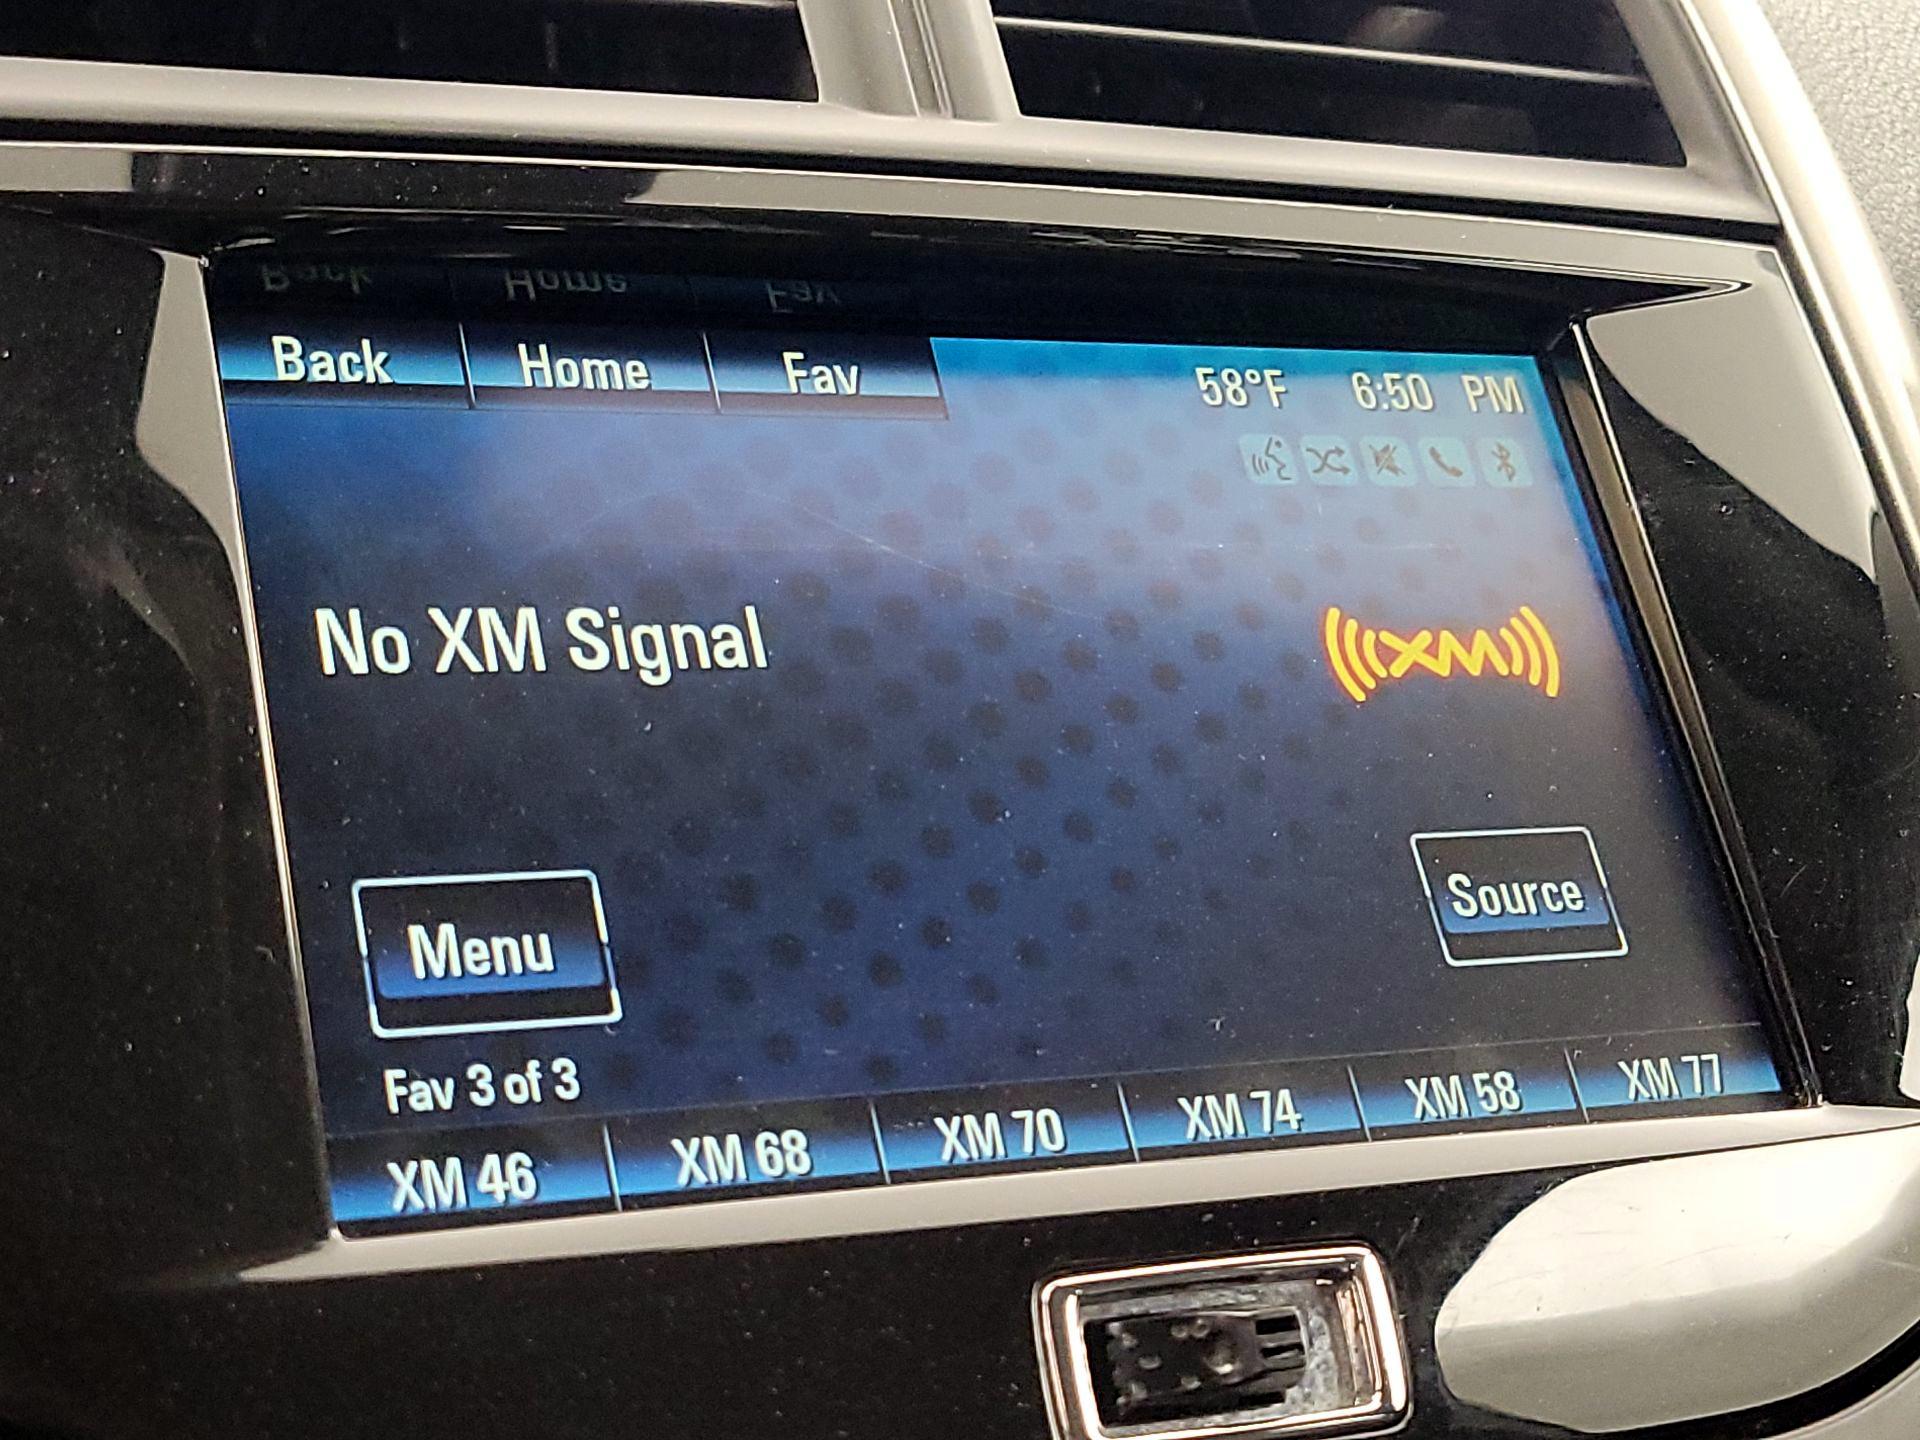 Back Home Fav
58°F 6:50 PM
No XM Signal
XM
Menu
Source
Fav 3 of 3
XM 46 XM 68 XM 70 XM 74 XM 58 XM 77